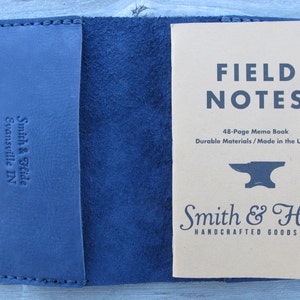 Smith & Hide
Evansville IN
FIELD
NOTES
48-Page Memo Book
Durable Materials / Made in the U
Smith & H
HANDCRAFTED GOODS